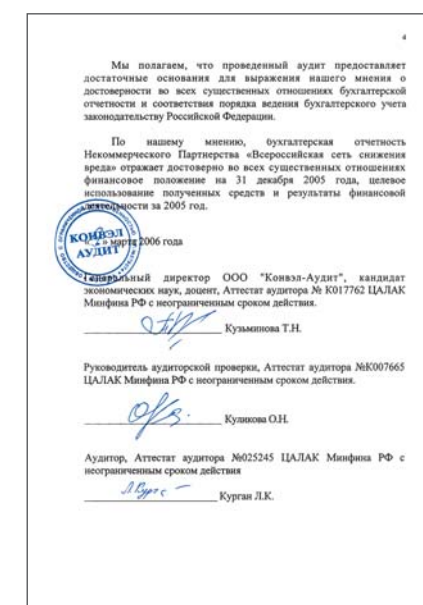 4
Мы полагаем, что проведенный аудит предоставляет
достаточные основания для выражения нашего мнения о
достоверности во всех существенных отношениях бухгалтерской
отчетности и соответствия порядка ведения бухгалтерского учета
законодательству Российской Федерации.
По нашему мнению, бухгалтерская отчетность
Некоммерческого Партнерства «Всероссийская сеть снижения
вреда» отражает достоверно во всех существенных отношениях
финансовое положение на 31 декабря 2005 года, целевое
использование полученных средств и результаты финансовой
деятельности за 2005 год.
КОНВЭЛ
АУДИТ
марта 2006 года
Генеральный директор ООО "Конвэл-Аудит", кандидат
экономических наук, доцент, Аттестат аудитора № К017762 ЦАЛАК
Минфина РФ с неограниченным сроком действия.
Кузьминова Т.Н.
Руководитель аудиторской проверки, Аттестат аудитора №К007665
ЦАЛАК Минфина РФ с неограниченным сроком действия.
Куликова О.Н.
Аудитор, Аттестат аудитора №025245 ЦАЛАК Минфина РФ с
неограниченным сроком действия
Курган Л.К.